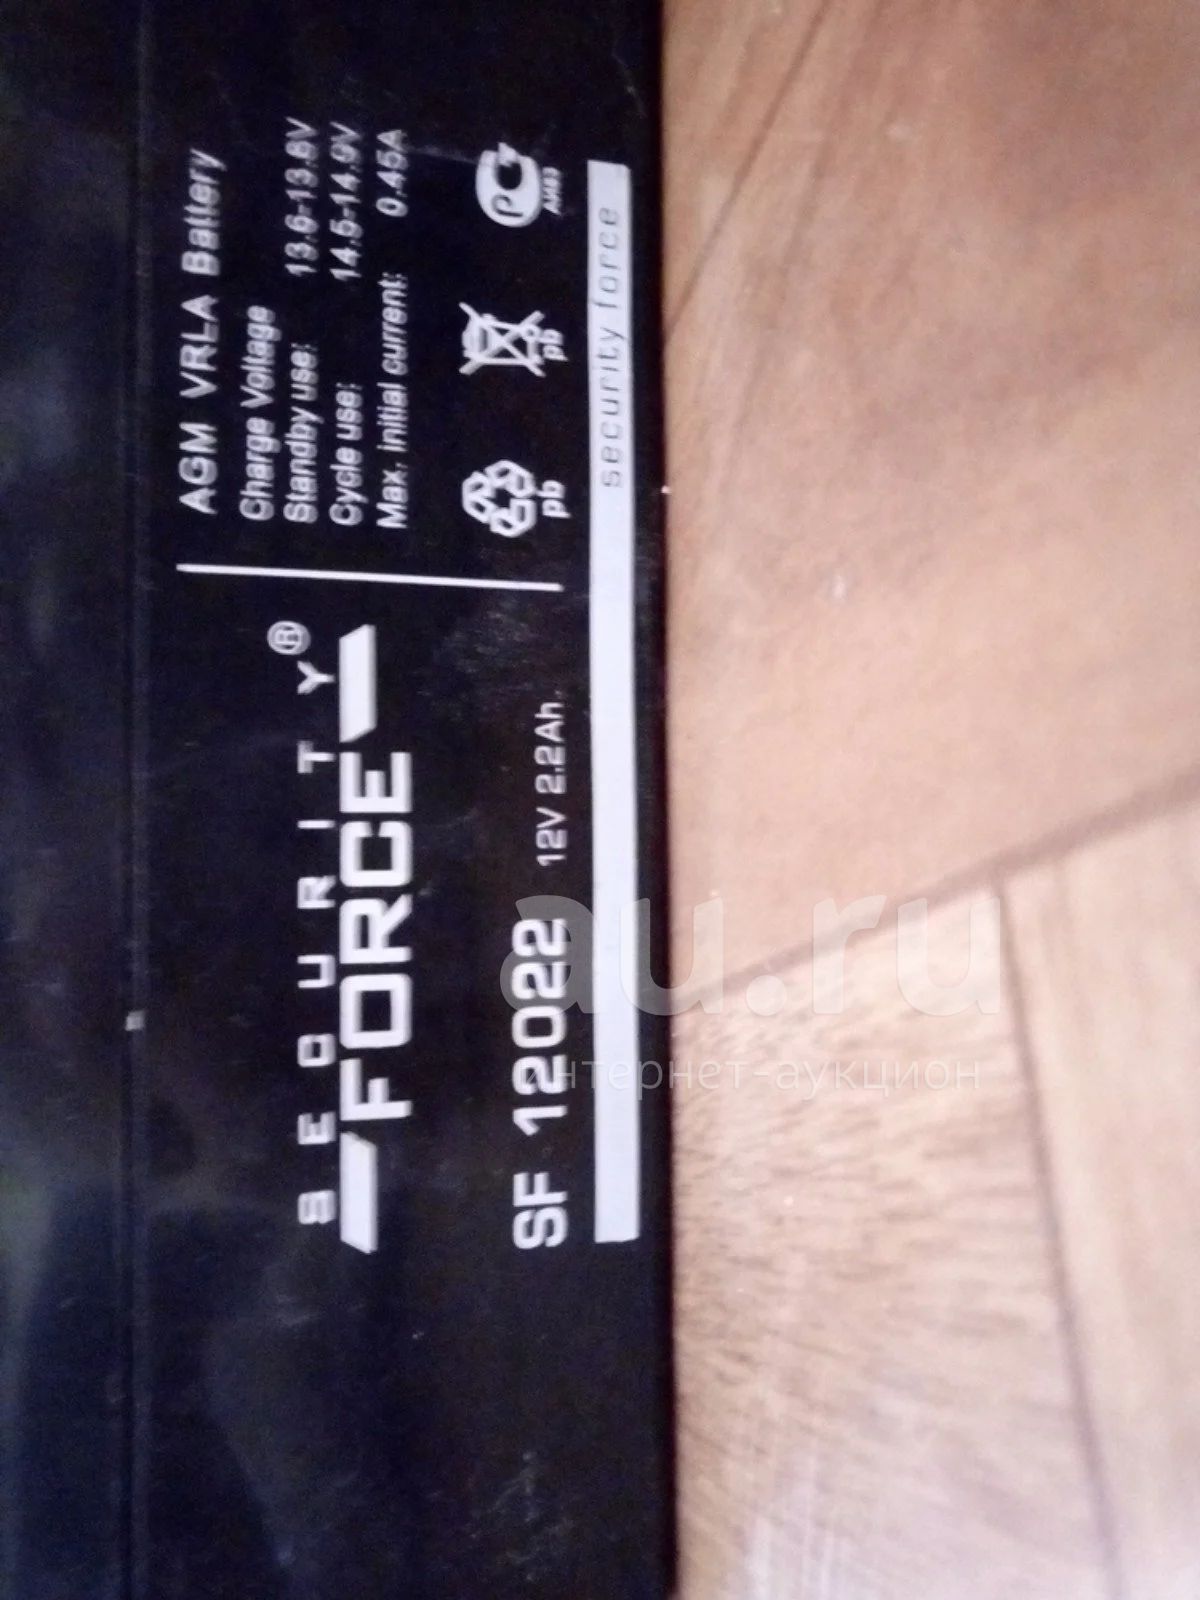 SECURITY®
FORCE
SF 12022 12V 2.2Ah
AGM VRLA Battery
Charge Voltage
Standby use: 13.6-13.8V
Cycle use: 14.5-14.9V
Max. initial current: 0.45A
pb
pb
РСТ
security force
au.ru
интернет-аукцион